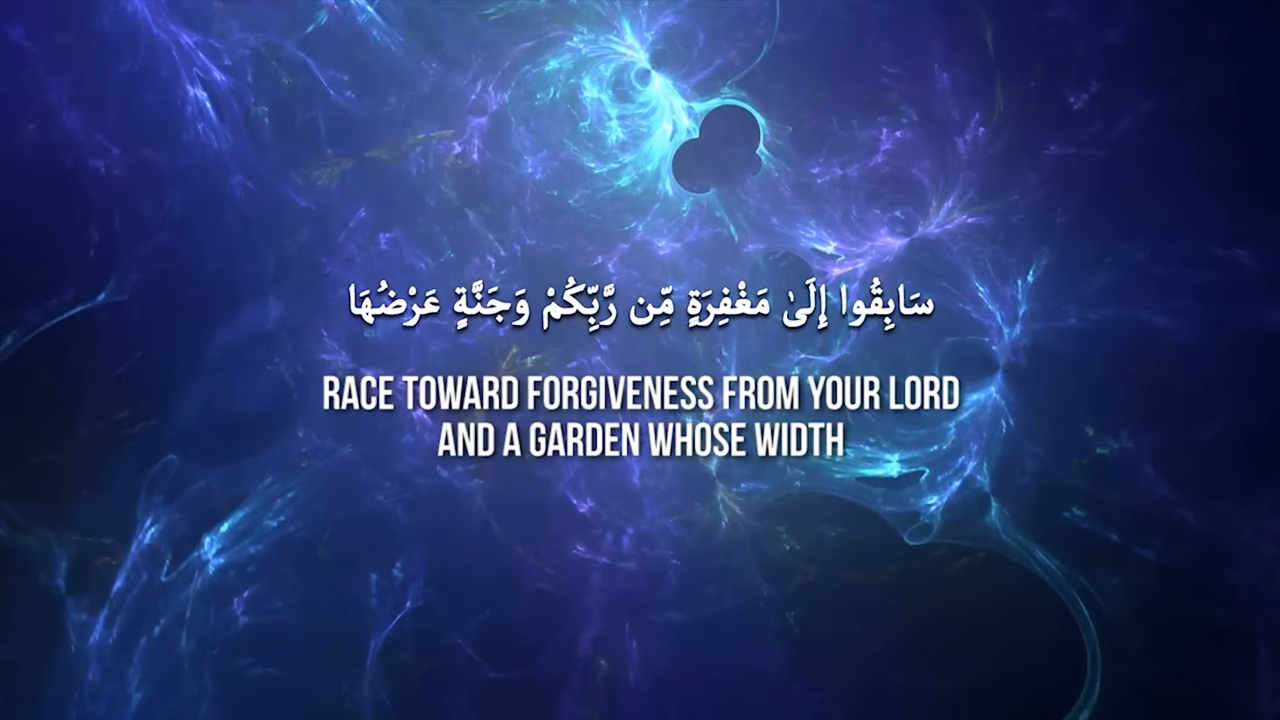 سَابِقُوا إِلَىٰ مَغْفِرَةٍ مِّن رَّبِّكُمْ وَجَنَّةٍ عَرْضُهَا
RACE TOWARD FORGIVENESS FROM YOUR LORD
AND A GARDEN WHOSE WIDTH